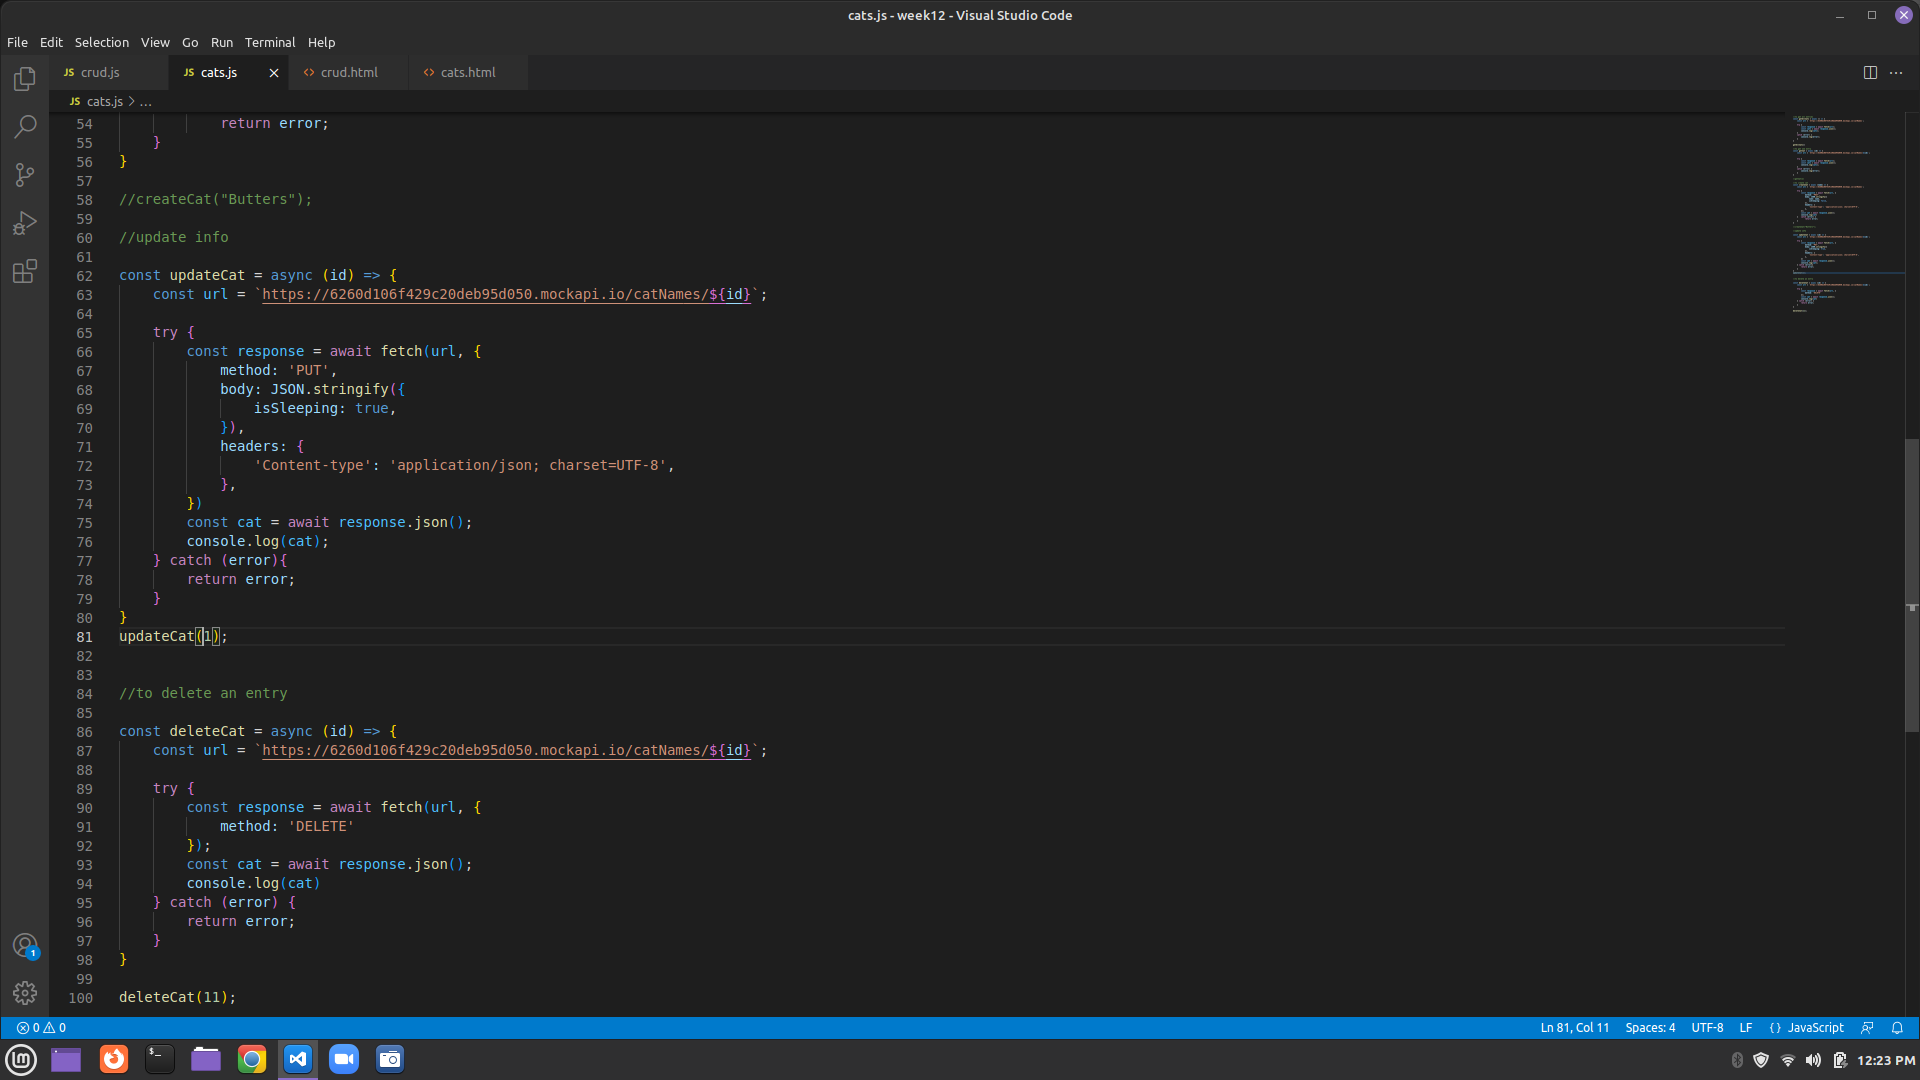 cats.js - week12 - Visual Studio Code
File Edit Selection View Go Run Terminal Help
JS crud.js JS cats.js × <> crud.html <> cats.html
JS cats.js > ...
54 return error;
55 }
56 }
57
58 //createCat("Butters");
59
60 //update info
61
62 const updateCat = async (id) => {
63 const url = `https://6260d106f429c20deb95d050.mockapi.io/catNames/${id}`;
64
65 try {
66 const response = await fetch(url, {
67 method: 'PUT',
68 body: JSON.stringify({
69 isSleeping: true,
70 }),
71 headers: {
72 'Content-type': 'application/json; charset=UTF-8',
73 },
74 })
75 const cat = await response.json();
76 console.log(cat);
77 } catch (error){
78 return error;
79 }
80 }
81 updateCat(1);
82
83
84 //to delete an entry
85
86 const deleteCat = async (id) => {
87 const url = `https://6260d106f429c20deb95d050.mockapi.io/catNames/${id}`;
88
89 try {
90 const response = await fetch(url, {
91 method: 'DELETE'
92 });
93 const cat = await response.json();
94 console.log(cat)
95 } catch (error) {
96 return error;
97 }
98 }
99
100 deleteCat(11);
1
0 0 Ln 81, Col 11 Spaces: 4 UTF-8 LF {} JavaScript
12:23 PM